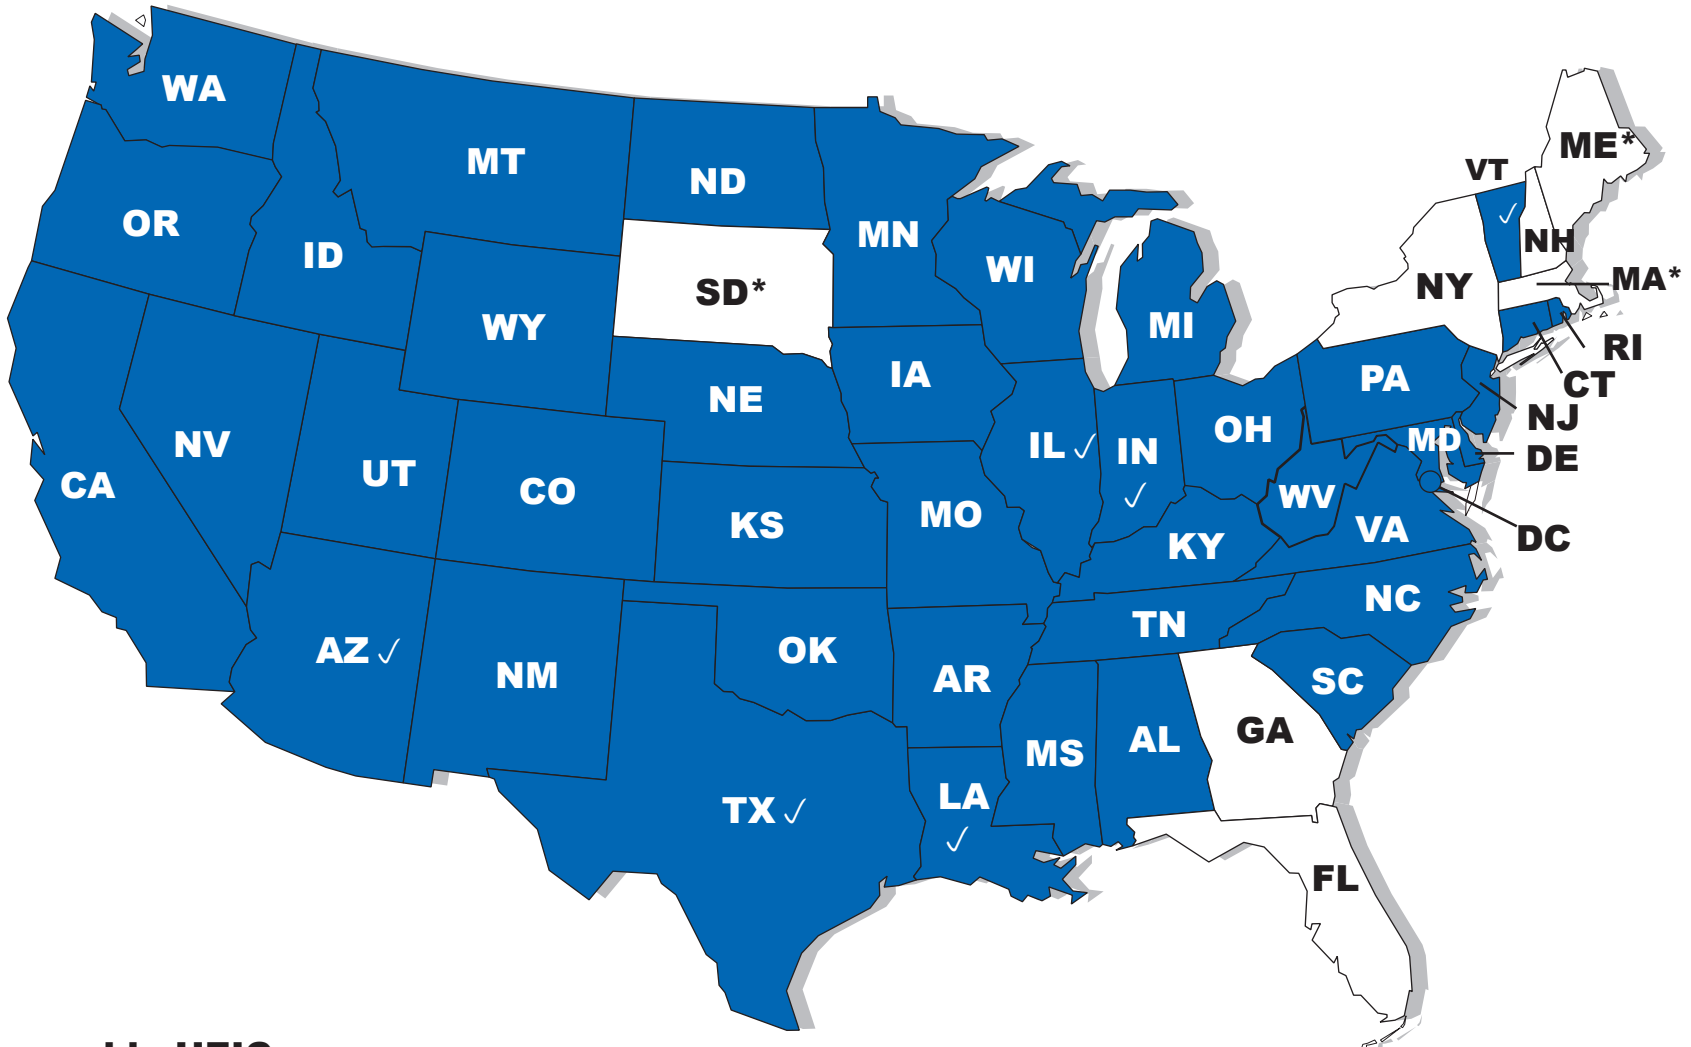 WA
MT
ND
MN
OR
ID
WY
SD*
WI
MI
VT ✓
ME*
NH
NY
MA*
RI
CT
NJ
PA
MD
DE
DC
IA
NE
NV
UT
CO
CA
KS
MO
IL ✓
IN ✓
OH
WV
VA
KY
NC
TN
AZ ✓
NM
OK
AR
SC
GA
AL
MS
LA ✓
TX ✓
FL